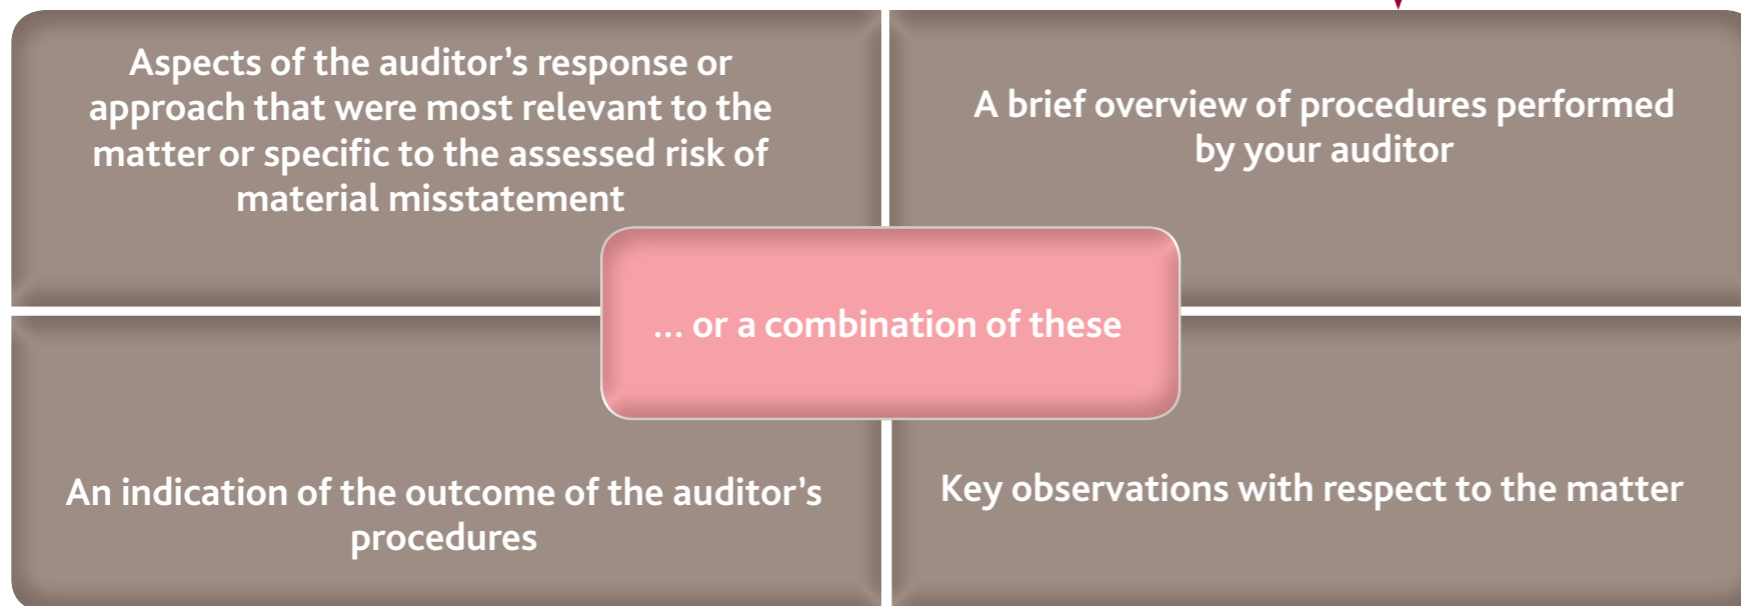 Aspects of the auditor’s response or
approach that were most relevant to the
matter or specific to the assessed risk of
material misstatement
A brief overview of procedures performed
by your auditor
... or a combination of these
An indication of the outcome of the auditor’s
procedures
Key observations with respect to the matter